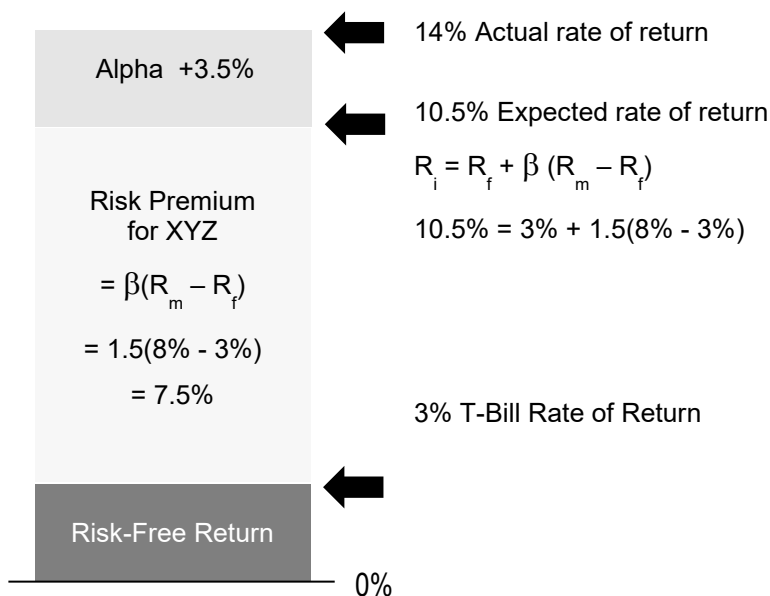 14% Actual rate of return
Alpha +3.5%
10.5% Expected rate of return
Rᵢ = R_f + β (Rₘ – R_f)
10.5% = 3% + 1.5(8% - 3%)
Risk Premium
for XYZ
= β(Rₘ – R_f)
= 1.5(8% - 3%)
= 7.5%
3% T-Bill Rate of Return
Risk-Free Return
0%